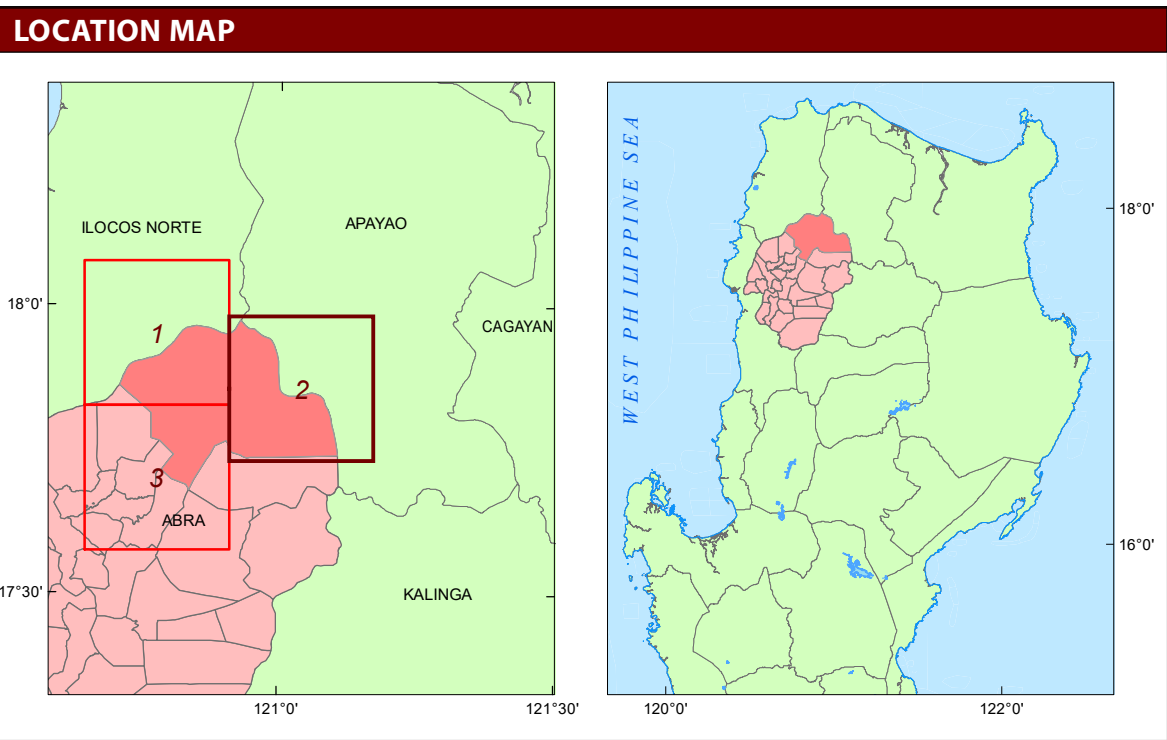 LOCATION MAP
ILOCOS NORTE
APAYAO
18°0'
CAGAYAN
1
2
3
ABRA
17°30'
KALINGA
121°0'
121°30'
WEST PHILIPPINE SEA
18°0'
16°0'
120°0'
122°0'